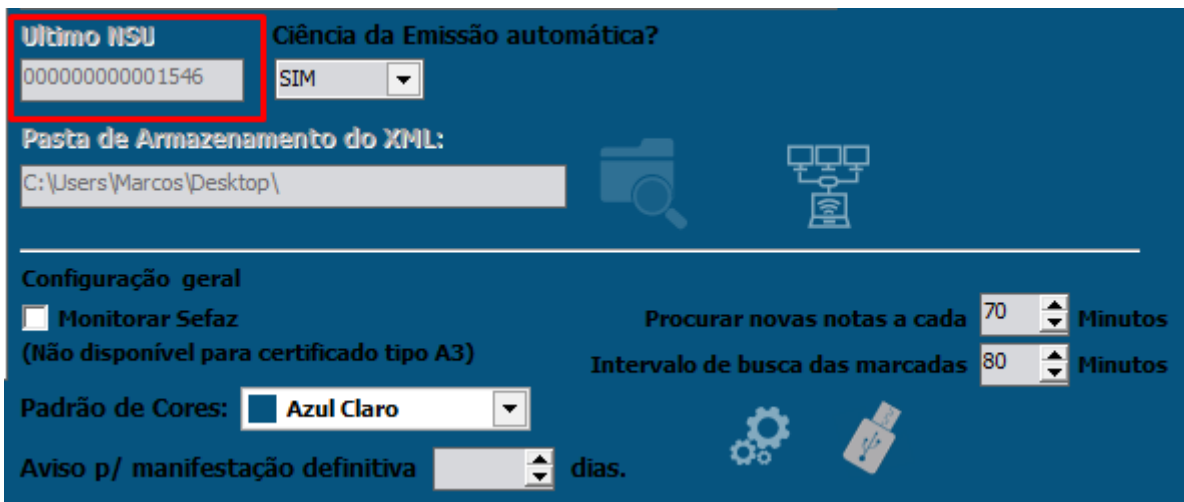 Ultimo NSU Ciência da Emissão automática?
000000000001546 SIM
Pasta de Armazenamento do XML:
C:\Users\Marcos\Desktop\
Configuração geral
Monitorar Sefaz
Procurar novas notas a cada 70 Minutos
(Não disponível para certificado tipo A3)
Intervalo de busca das marcadas 80 Minutos
Padrão de Cores: Azul Claro
Aviso p/ manifestação definitiva dias.